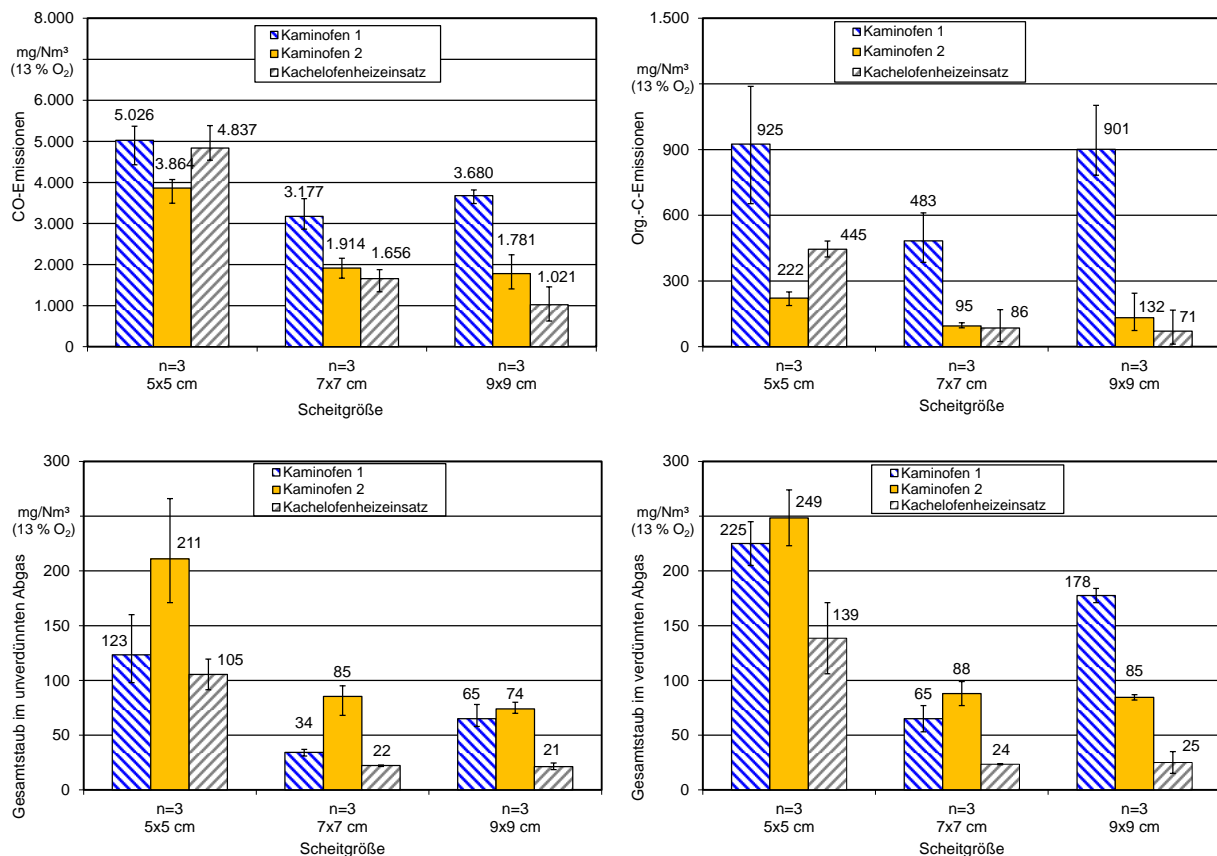 8.000
mg/Nm³
(13 % O₂)
6.000
5.000
4.000
3.000
2.000
1.000
0
CO-Emissionen
Kaminofen 1
Kaminofen 2
Kachelofenheizeinsatz
5.026
3.864
4.837
3.177
1.914
1.656
3.680
1.781
1.021
n=3
5x5 cm
n=3
7x7 cm
n=3
9x9 cm
Scheitgröße
1.500
mg/Nm³
(13 % O₂)
900
600
300
0
Org.-C-Emissionen
Kaminofen 1
Kaminofen 2
Kachelofenheizeinsatz
925
222
445
483
95
86
901
132
71
n=3
5x5 cm
n=3
7x7 cm
n=3
9x9 cm
Scheitgröße
300
mg/Nm³
(13 % O₂)
200
150
100
50
0
Gesamtstaub im unverdünnten Abgas
Kaminofen 1
Kaminofen 2
Kachelofenheizeinsatz
123
211
105
34
85
22
65
74
21
n=3
5x5 cm
n=3
7x7 cm
n=3
9x9 cm
Scheitgröße
300
mg/Nm³
(13 % O₂)
200
150
100
50
0
Gesamtstaub im verdünnten Abgas
Kaminofen 1
Kaminofen 2
Kachelofenheizeinsatz
225
249
139
65
88
24
178
85
25
n=3
5x5 cm
n=3
7x7 cm
n=3
9x9 cm
Scheitgröße